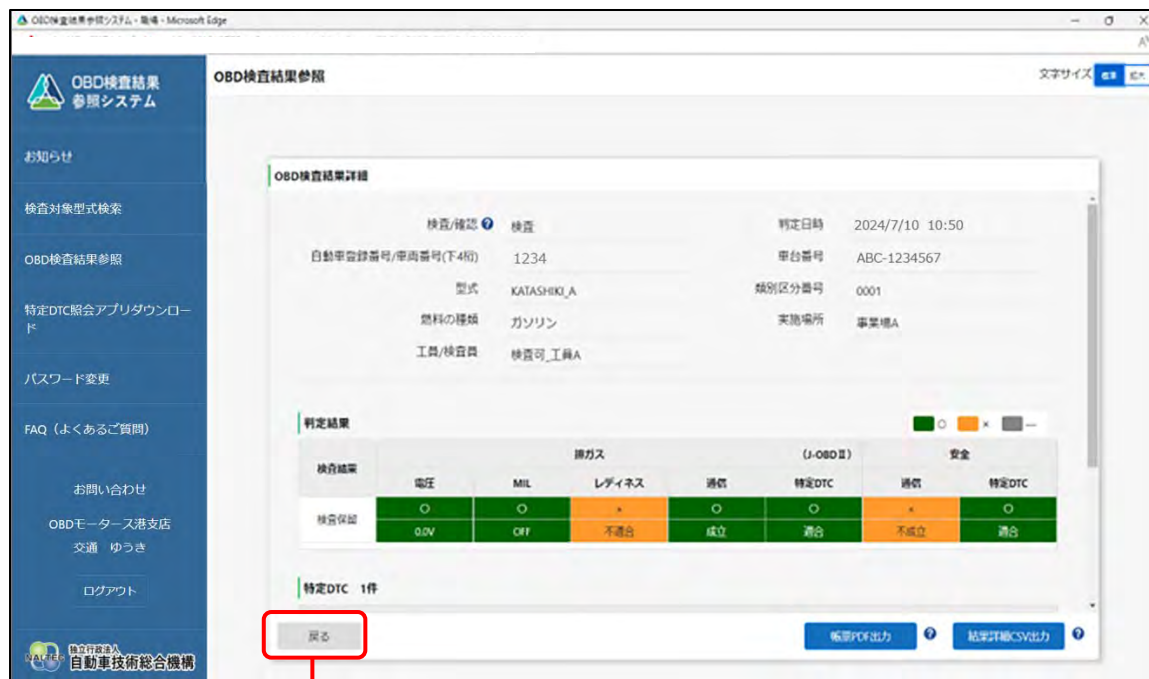 OBD検査結果参照システム - 職場 - Microsoft Edge
OBD検査結果
参照システム
OBD検査結果参照
文字サイズ 標準 拡大
お知らせ
検査対象型式検索
OBD検査結果参照
特定DTC照会アプリダウンロー
ド
パスワード変更
FAQ(よくあるご質問)
お問い合わせ
OBDモータース港支店
交通 ゆうき
ログアウト
NALTEC 独立行政法人
自動車技術総合機構
OBD検査結果詳細
検査/確認 ? 検査 判定日時 2024/7/10 10:50
自動車登録番号/車両番号(下4桁) 1234 車台番号 ABC-1234567
型式 KATASHIKI_A 類別区分番号 0001
燃料の種類 ガソリン 実施場所 事業場A
工員/検査員 検査可_工員A
判定結果 ○ × ―
検査結果 排ガス (J-OBDⅡ) 安全
電圧 MIL レディネス 通信 特定DTC 通信 特定DTC
検査保留 ○ ○ × ○ ○ × ○
0.0V OFF 不適合 成立 適合 不成立 適合
特定DTC 1件
戻る 帳票PDF出力 ? 結果詳細CSV出力 ?